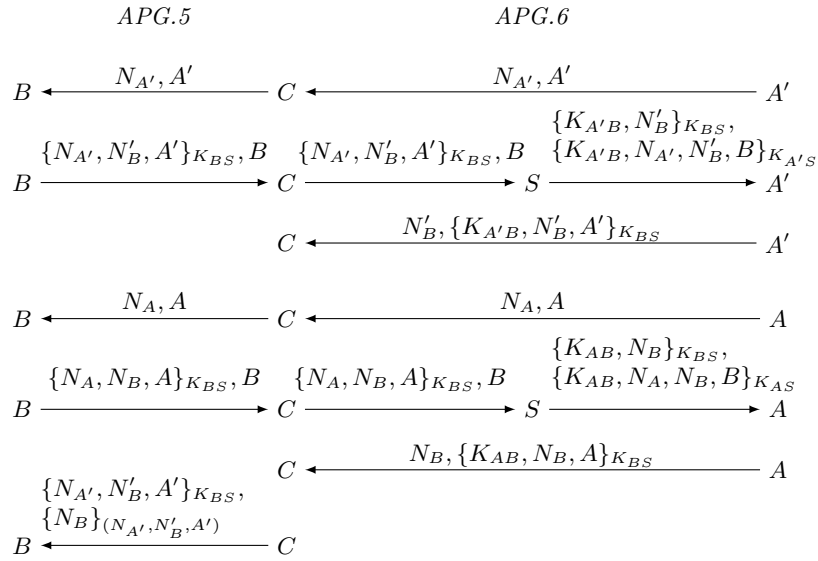 APG.5 APG.6
N_{A'}, A' N_{A'}, A'
B C A'
{K_{A'B}, N'_B}_{K_{BS}},
{N_{A'}, N'_B, A'}_{K_{BS}}, B {N_{A'}, N'_B, A'}_{K_{BS}}, B {K_{A'B}, N_{A'}, N'_B, B}_{K_{A'S}}
B C S A'
N'_B, {K_{A'B}, N'_B, A'}_{K_{BS}}
C A'
N_A, A N_A, A
B C A
{K_{AB}, N_B}_{K_{BS}},
{N_A, N_B, A}_{K_{BS}}, B {N_A, N_B, A}_{K_{BS}}, B {K_{AB}, N_A, N_B, B}_{K_{AS}}
B C S A
N_B, {K_{AB}, N_B, A}_{K_{BS}}
C A
{N_{A'}, N'_B, A'}_{K_{BS}},
{N_B}_{(N_{A'}, N'_B, A')}
B C